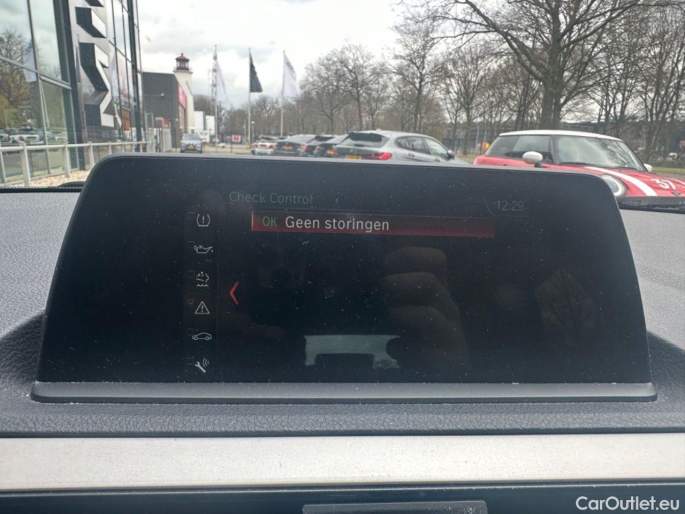 Check Control
12:29
OK Geen storingen
CarOutlet.eu